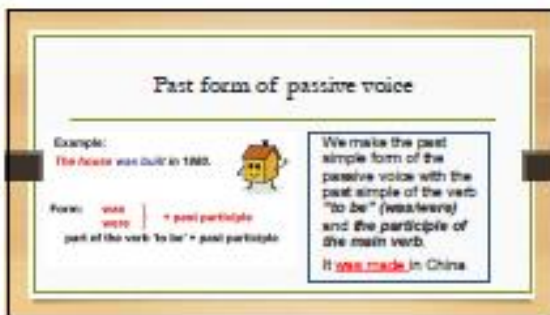 Past form of passive voice
Example:
The house was built in 1980.
Form: was
were
+ past participle
part of the verb 'to be' + past participle
We make the past
simple form of the
passive voice with the
past simple of the verb
"to be" (was/were)
and the participle of
the main verb.
It was made in China